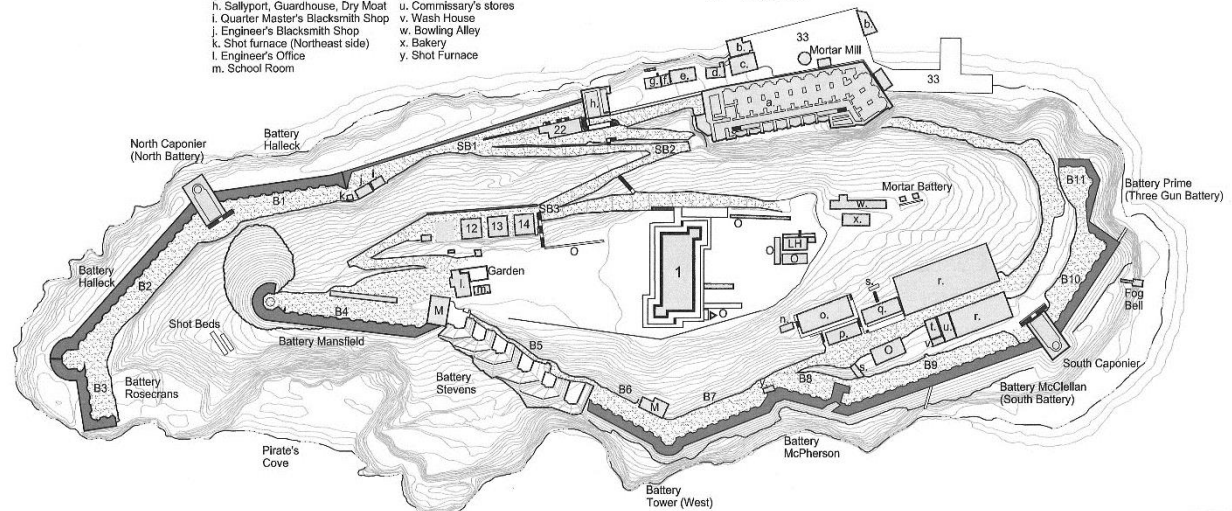 h. Sallyport, Guardhouse, Dry Moat
i. Quarter Master's Blacksmith Shop
j. Engineer's Blacksmith Shop
k. Shot furnace (Northeast side)
l. Engineer's Office
m. School Room
u. Commissary's stores
v. Wash House
w. Bowling Alley
x. Bakery
y. Shot Furnace
b.
33
b.
Mortar Mill
c.
d.
e.
f.
g.
33
h.
a.
22
Battery
Halleck
North Caponier
(North Battery)
SB1
SB2
i
j
k.
B1
B11
Battery Prime
(Three Gun Battery)
Mortar Battery
w.
x.
SB3
12
13
14
O
O
O
LH
O
1
Battery
Halleck
B2
Garden
l.
m.
B10
Fog
Bell
r.
s.
q.
o.
n.
p.
r.
t.
u.
v
O
s.
M
B4
Shot Beds
Battery Mansfield
South Caponier
B5
B3
Battery
Rosecrans
Battery
Stevens
B6
M
B7
B8
B9
Battery McClellan
(South Battery)
Pirate's
Cove
Battery
McPherson
Battery
Tower (West)